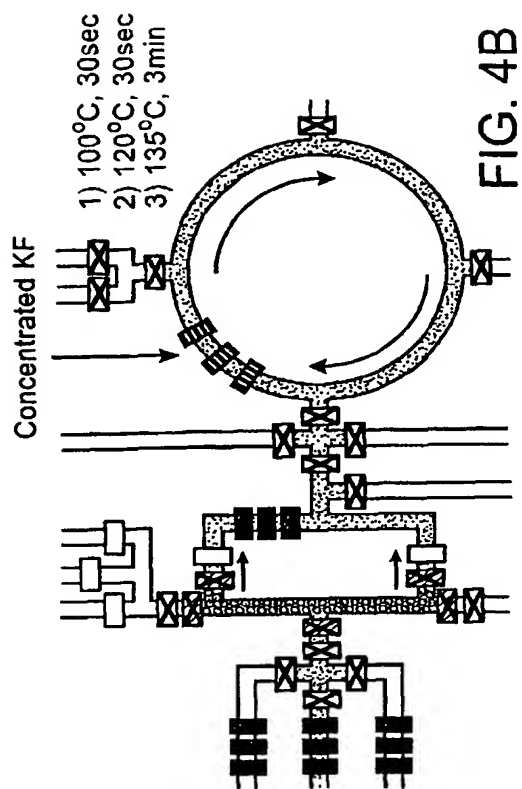 Concentrated KF
1) 100°C, 30sec
2) 120°C, 30sec
3) 135°C, 3min
FIG. 4B